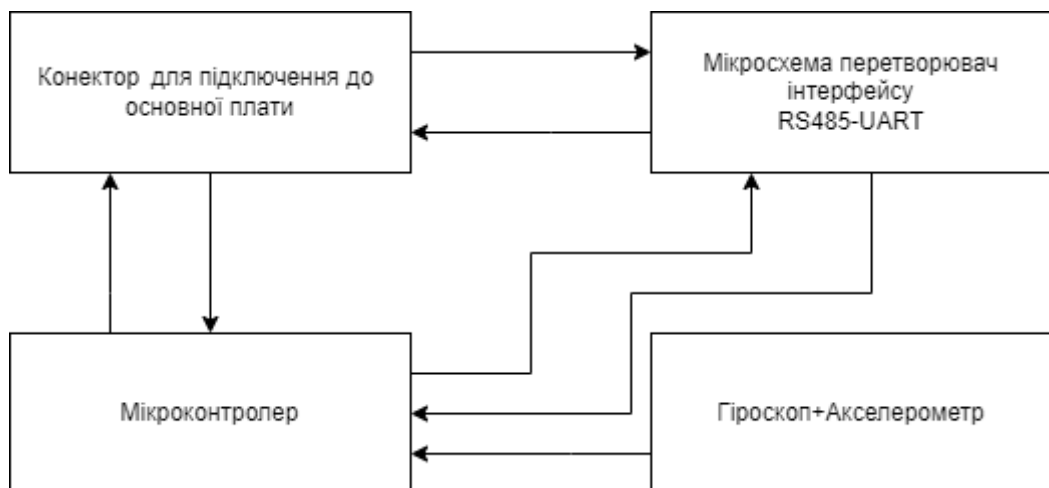 Конектор для підключення до
основної плати
Мікросхема перетворювач
інтерфейсу
RS485-UART
Мікроконтролер
Гіроскоп+Акселерометр